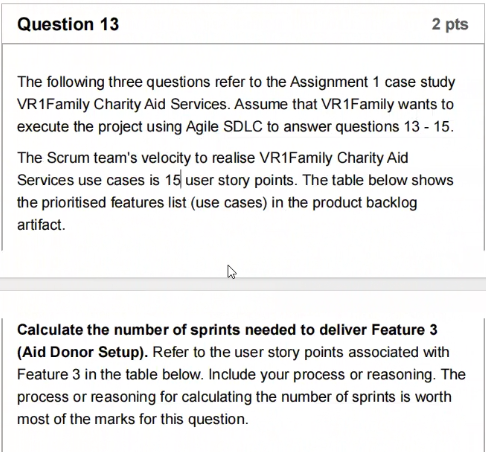 Question 13
2 pts
The following three questions refer to the Assignment 1 case study
VR1Family Charity Aid Services. Assume that VR1Family wants to
execute the project using Agile SDLC to answer questions 13 - 15.
The Scrum team's velocity to realise VR1Family Charity Aid
Services use cases is 15 user story points. The table below shows
the prioritised features list (use cases) in the product backlog
artifact.
Calculate the number of sprints needed to deliver Feature 3
(Aid Donor Setup). Refer to the user story points associated with
Feature 3 in the table below. Include your process or reasoning. The
process or reasoning for calculating the number of sprints is worth
most of the marks for this question.